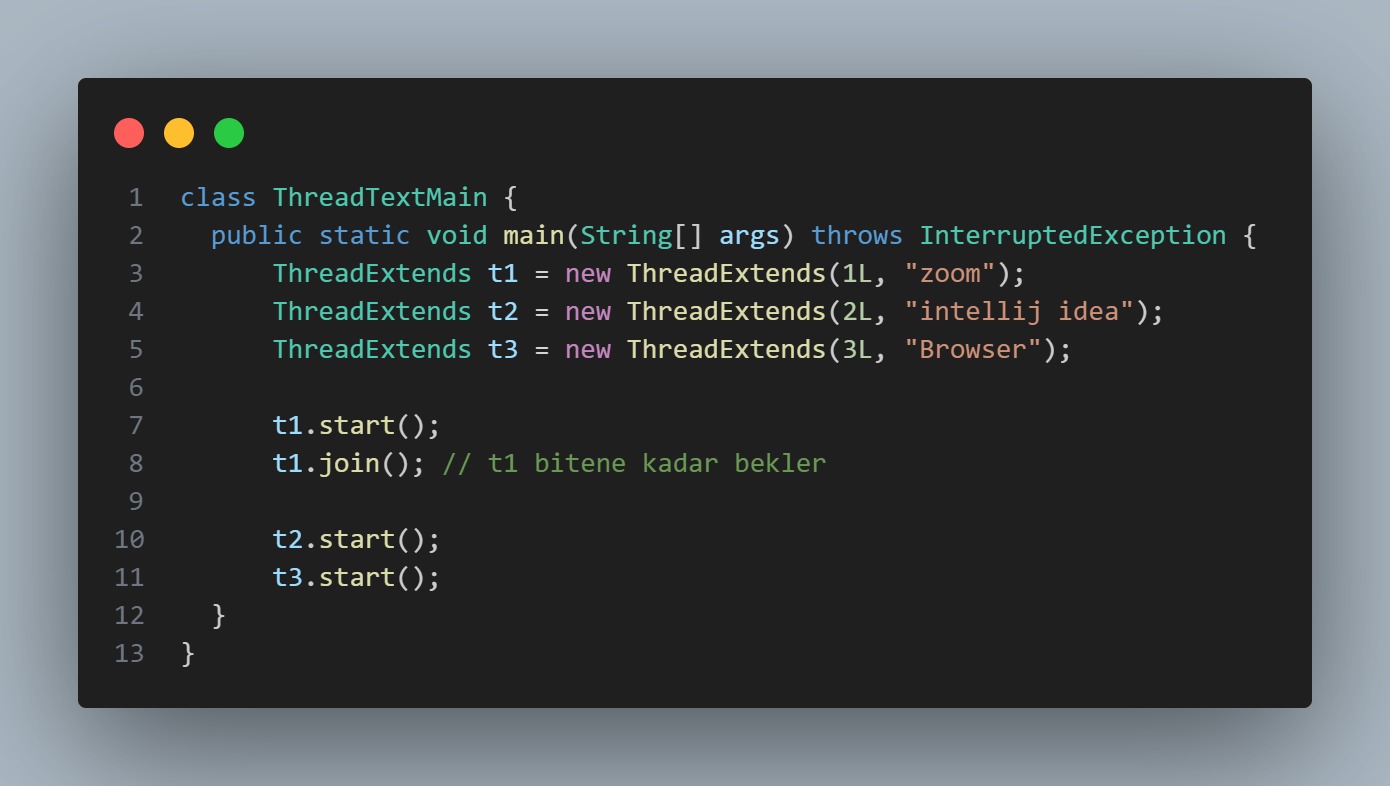 1 class ThreadTextMain {
2   public static void main(String[] args) throws InterruptedException {
3       ThreadExtends t1 = new ThreadExtends(1L, "zoom");
4       ThreadExtends t2 = new ThreadExtends(2L, "intellij idea");
5       ThreadExtends t3 = new ThreadExtends(3L, "Browser");
6
7       t1.start();
8       t1.join(); // t1 bitene kadar bekler
9
10       t2.start();
11       t3.start();
12   }
13 }